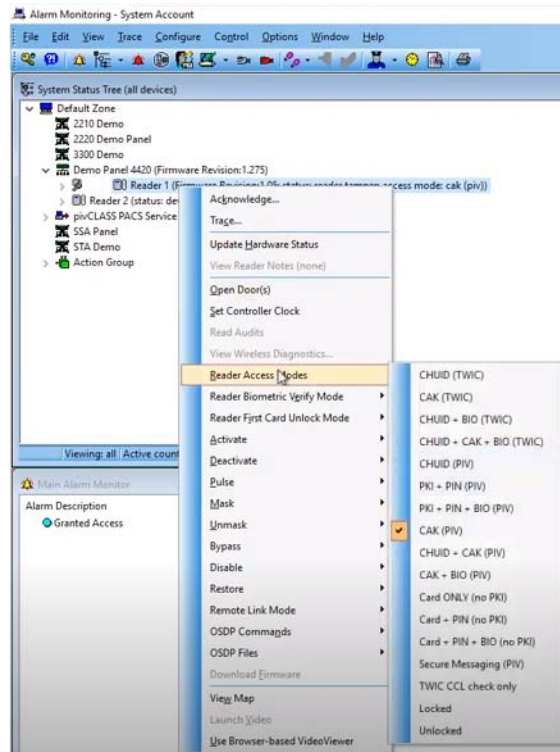 Alarm Monitoring - System Account
File Edit View Trace Configure Control Options Window Help
System Status Tree (all devices)
Default Zone
2210 Demo
2220 Demo Panel
3300 Demo
Demo Panel 4420 (Firmware Revision:1.275)
Reader 1 (Firmware Revision:1.05; status: reader tamper, access mode: cak (piv))
Reader 2 (status: de
pivCLASS PACS Service
SSA Panel
STA Demo
Action Group
Viewing: all Active count
Main Alarm Monitor
Alarm Description
Granted Access
Acknowledge...
Trace...
Update Hardware Status
View Reader Notes (none)
Open Door(s)
Set Controller Clock
Read Audits
View Wireless Diagnostics...
Reader Access Modes
Reader Biometric Verify Mode
Reader First Card Unlock Mode
Activate
Deactivate
Pulse
Mask
Unmask
Bypass
Disable
Restore
Remote Link Mode
OSDP Commands
OSDP Files
Download Firmware
View Map
Launch Video
Use Browser-based VideoViewer
CHUID (TWIC)
CAK (TWIC)
CHUID + BIO (TWIC)
CHUID + CAK + BIO (TWIC)
CHUID (PIV)
PKI + PIN (PIV)
PKI + PIN + BIO (PIV)
CAK (PIV)
CHUID + CAK (PIV)
CAK + BIO (PIV)
Card ONLY (no PKI)
Card + PIN (no PKI)
Card + PIN + BIO (no PKI)
Secure Messaging (PIV)
TWIC CCL check only
Locked
Unlocked